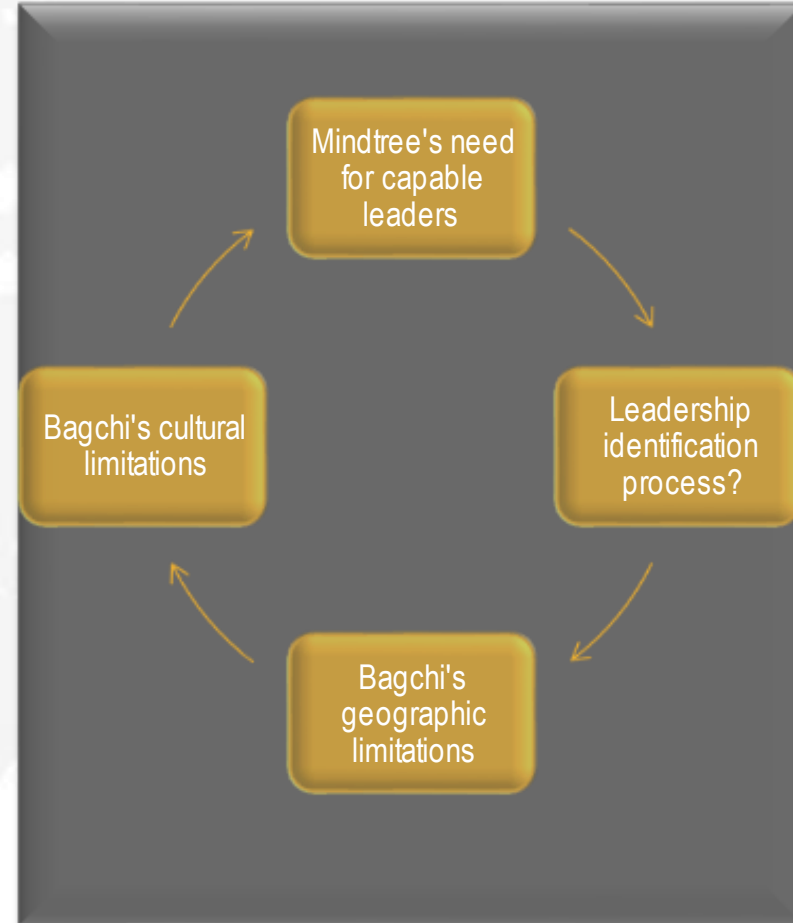 Mindtree's need
for capable
leaders
Leadership
identification
process?
Bagchi's
geographic
limitations
Bagchi's cultural
limitations